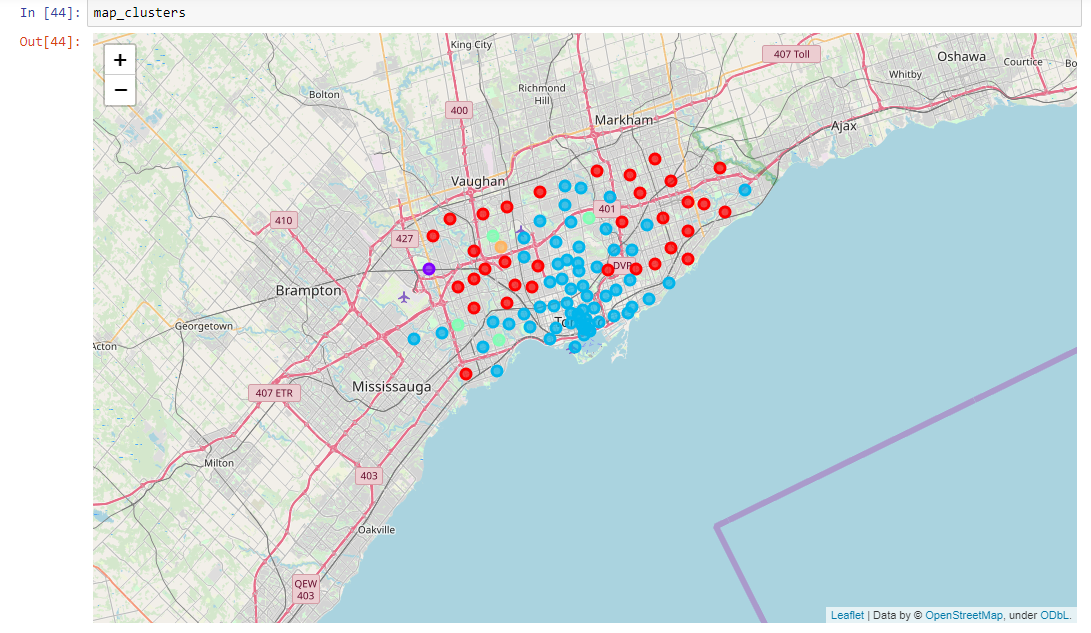 In [44]: map_clusters
Out[44]:
+
−
King City
407 Toll
Oshawa
Courtice
Bo
Whitby
Bolton
Richmond
Hill
400
Markham
Ajax
Vaughan
401
410
427
DVP
Brampton
Georgetown
Acton
Mississauga
407 ETR
Milton
403
Oakville
QEW
403
Leaflet | Data by © OpenStreetMap, under ODbL.